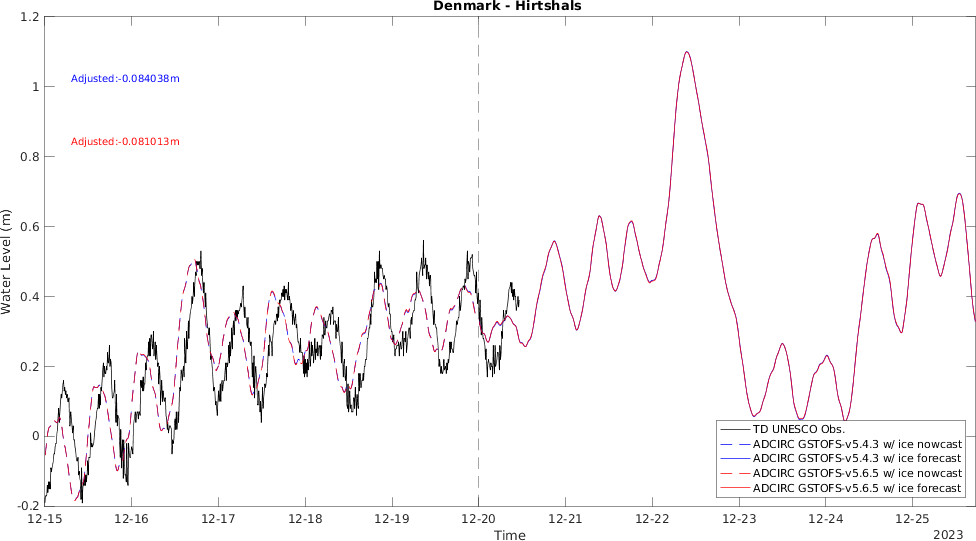 Denmark - Hirtshals
1.2
1
0.8
0.6
0.4
0.2
0
-0.2
Water Level (m)
Adjusted:-0.084038m
Adjusted:-0.081013m
TD UNESCO Obs.
ADCIRC GSTOFS-v5.4.3 w/ ice nowcast
ADCIRC GSTOFS-v5.4.3 w/ ice forecast
ADCIRC GSTOFS-v5.6.5 w/ ice nowcast
ADCIRC GSTOFS-v5.6.5 w/ ice forecast
12-15 12-16 12-17 12-18 12-19 12-20 12-21 12-22 12-23 12-24 12-25
Time
2023